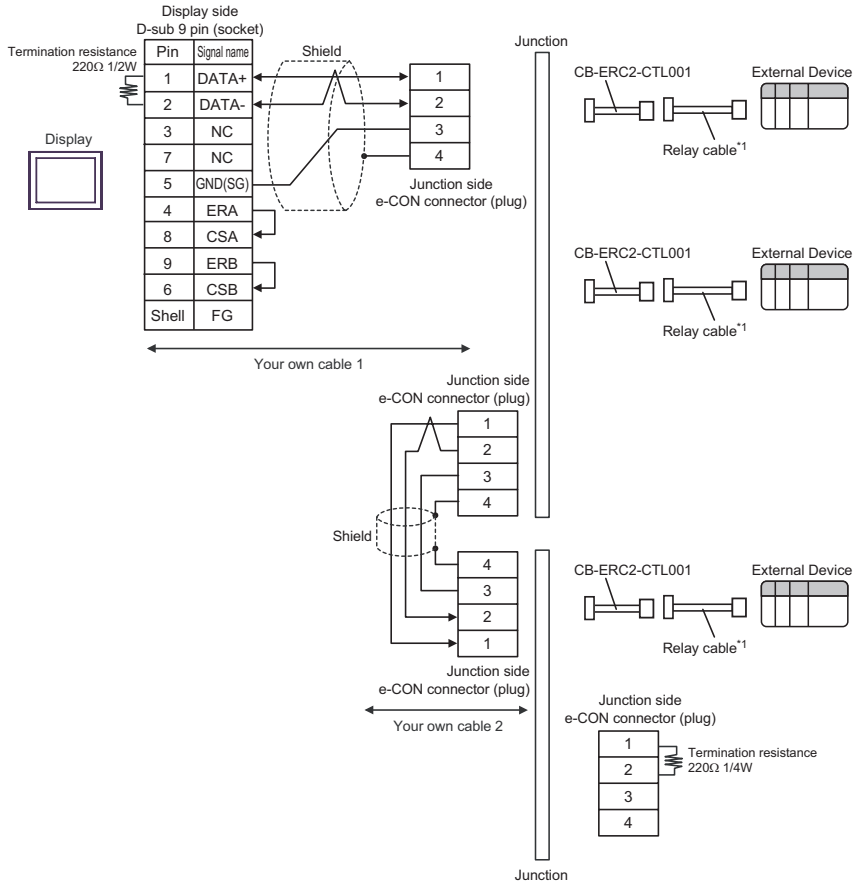 Display side
D-sub 9 pin (socket)
Termination resistance
220Ω 1/2W
Pin Signal name
1 DATA+
2 DATA-
3 NC
7 NC
5 GND(SG)
4 ERA
8 CSA
9 ERB
6 CSB
Shell FG
Display
Shield
1
2
3
4
Junction side
e-CON connector (plug)
Your own cable 1
Junction
CB-ERC2-CTL001
External Device
Relay cable*1
CB-ERC2-CTL001
External Device
Relay cable*1
Junction side
e-CON connector (plug)
1
2
3
4
Shield
4
3
2
1
Junction side
e-CON connector (plug)
Your own cable 2
CB-ERC2-CTL001
External Device
Relay cable*1
Junction side
e-CON connector (plug)
1
2
3
4
Termination resistance
220Ω 1/4W
Junction